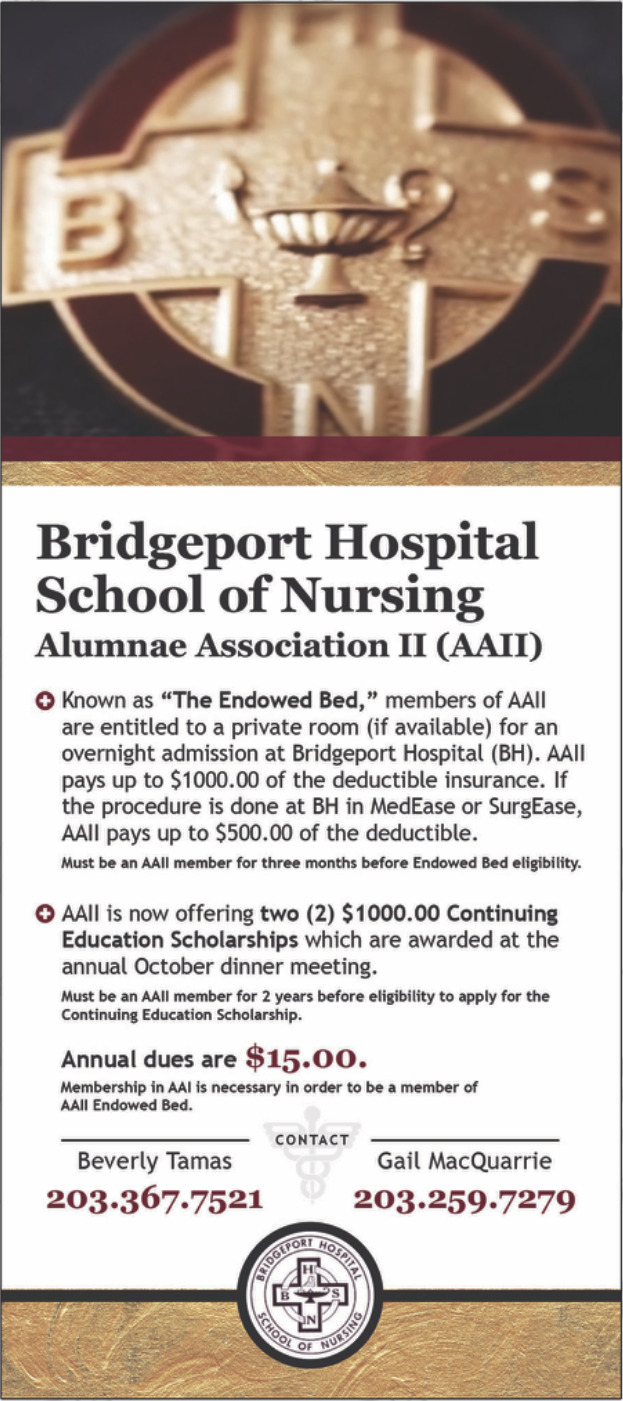 B
S
N
Bridgeport Hospital
School of Nursing
Alumnae Association II (AAII)
Known as “The Endowed Bed,” members of AAII
are entitled to a private room (if available) for an
overnight admission at Bridgeport Hospital (BH). AAII
pays up to $1000.00 of the deductible insurance. If
the procedure is done at BH in MedEase or SurgEase,
AAII pays up to $500.00 of the deductible.
Must be an AAII member for three months before Endowed Bed eligibility.
AAII is now offering two (2) $1000.00 Continuing
Education Scholarships which are awarded at the
annual October dinner meeting.
Must be an AAII member for 2 years before eligibility to apply for the
Continuing Education Scholarship.
Annual dues are $15.00.
Membership in AAI is necessary in order to be a member of
AAII Endowed Bed.
CONTACT
Beverly Tamas
203.367.7521
Gail MacQuarrie
203.259.7279
BRIDGEPORT HOSPITAL
H
B S
N
SCHOOL OF NURSING